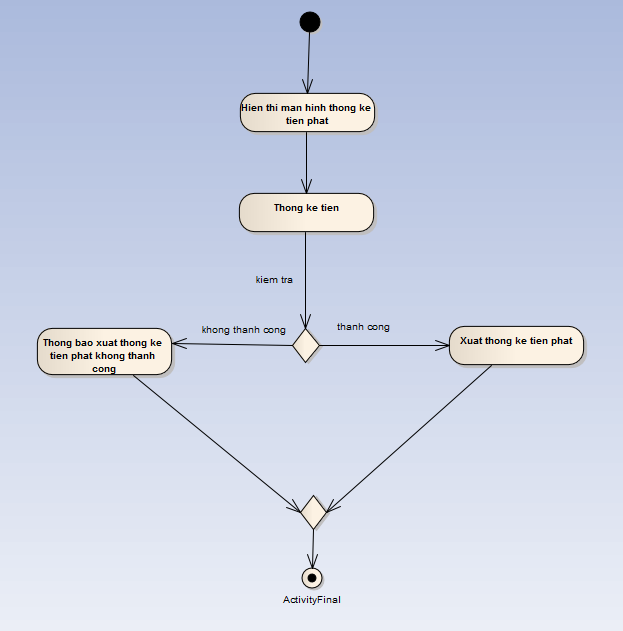 Hien thi man hinh thong ke
tien phat
Thong ke tien
kiem tra
khong thanh cong
thanh cong
Thong bao xuat thong ke
tien phat khong thanh
cong
Xuat thong ke tien phat
ActivityFinal